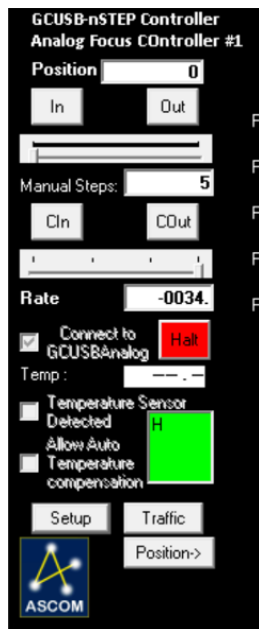 GCUSB-nSTEP Controller
Analog Focus COntroller #1
Position 0
In Out
Manual Steps: 5
CIn COut
Rate -0034.
Connect to
GCUSBAnalog
Halt
Temp : --.-
Temperature Sensor
Detected
H
Allow Auto
Temperature
compensation
Setup Traffic
Position->
ASCOM